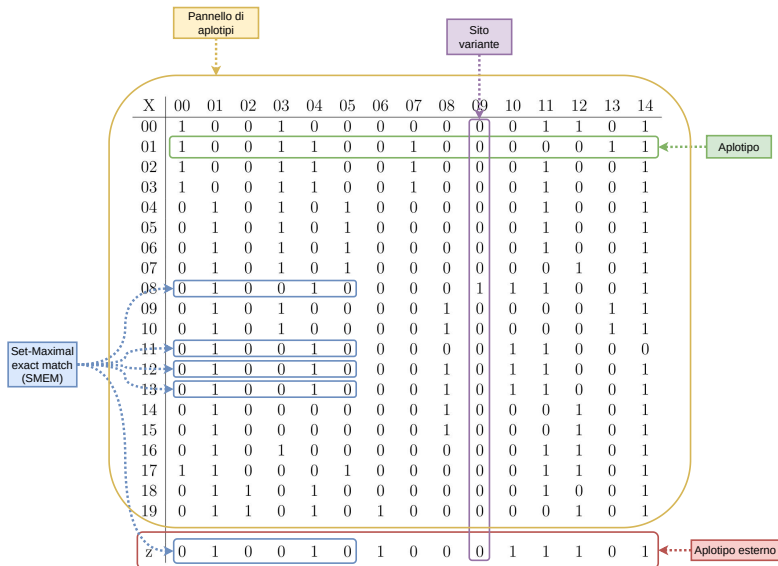 Pannello di
aplotipi
Sito
variante
X 00 01 02 03 04 05 06 07 08 09 10 11 12 13 14
00 1 0 0 1 0 0 0 0 0 0 0 1 1 0 1
01 1 0 0 1 1 0 0 1 0 0 0 0 0 1 1
Aplotipo
02 1 0 0 1 1 0 0 1 0 0 0 1 0 0 1
03 1 0 0 1 1 0 0 1 0 0 0 1 0 0 1
04 0 1 0 1 0 1 0 0 0 0 0 1 0 0 1
05 0 1 0 1 0 1 0 0 0 0 0 1 0 0 1
06 0 1 0 1 0 1 0 0 0 0 0 1 0 0 1
07 0 1 0 1 0 1 0 0 0 0 0 0 1 0 1
08 0 1 0 0 1 0 0 0 0 1 1 1 0 0 1
09 0 1 0 1 0 0 0 0 1 0 0 0 0 1 1
10 0 1 0 1 0 0 0 0 1 0 0 0 0 1 1
11 0 1 0 0 1 0 0 0 0 0 1 0 0 0 0
Set-Maximal
exact match
(SMEM)
12 0 1 0 0 1 0 0 0 1 0 1 1 0 0 1
13 0 1 0 0 1 0 0 0 1 0 1 1 0 0 1
14 0 1 0 0 0 0 0 0 1 0 0 0 1 0 1
15 0 1 0 0 0 0 0 0 1 0 0 0 1 0 1
16 0 1 0 1 0 0 0 0 0 0 0 1 1 0 1
17 1 1 0 0 0 1 0 0 0 0 0 1 1 0 1
18 0 1 1 0 1 0 0 0 0 0 0 1 0 0 1
19 0 1 1 0 1 0 1 0 0 0 0 0 1 0 1
z 0 1 0 0 1 0 1 0 0 0 1 1 1 0 1
Aplotipo esterno